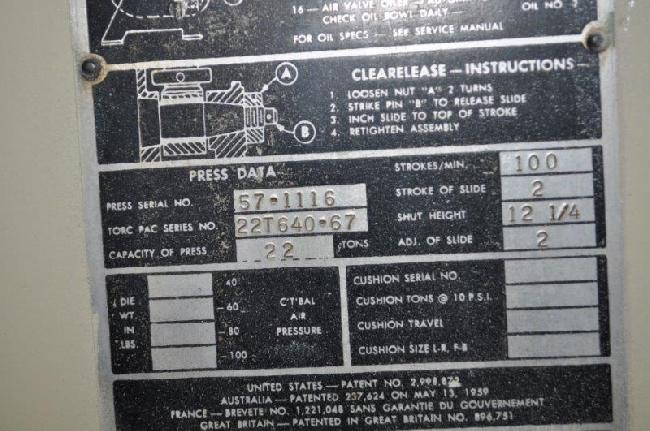 16 — AIR VALVE OILER —
CHECK OIL BOWL DAILY
OIL NO
FOR OIL SPECS — SEE SERVICE MANUAL
CLEARELEASE — INSTRUCTIONS
1. LOOSEN NUT "A" 2 TURNS
2. STRIKE PIN "B" TO RELEASE SLIDE
3. INCH SLIDE TO TOP OF STROKE
4. RETIGHTEN ASSEMBLY
A
B
PRESS DATA
PRESS SERIAL NO. 57-1116
TORC PAC SERIES NO. 22T640-67
CAPACITY OF PRESS 22 TONS
STROKES/MIN. 100
STROKE OF SLIDE 2
SHUT HEIGHT 12 1/4
ADJ. OF SLIDE 2
DIE
WT.
IN
LBS.
40
-60
-80
-100
C'T'BAL
AIR
PRESSURE
CUSHION SERIAL NO.
CUSHION TONS @ 10 P.S.I.
CUSHION TRAVEL
CUSHION SIZE L-R, F-B
UNITED STATES — PATENT NO. 2,998,872
AUSTRALIA — PATENTED 237,624 ON MAY 13, 1959
FRANCE — BREVETE NO. 1,221,048 SANS GARANTIE DU GOUVERNEMENT
GREAT BRITAIN — PATENTED IN GREAT BRITAIN NO. 896,751